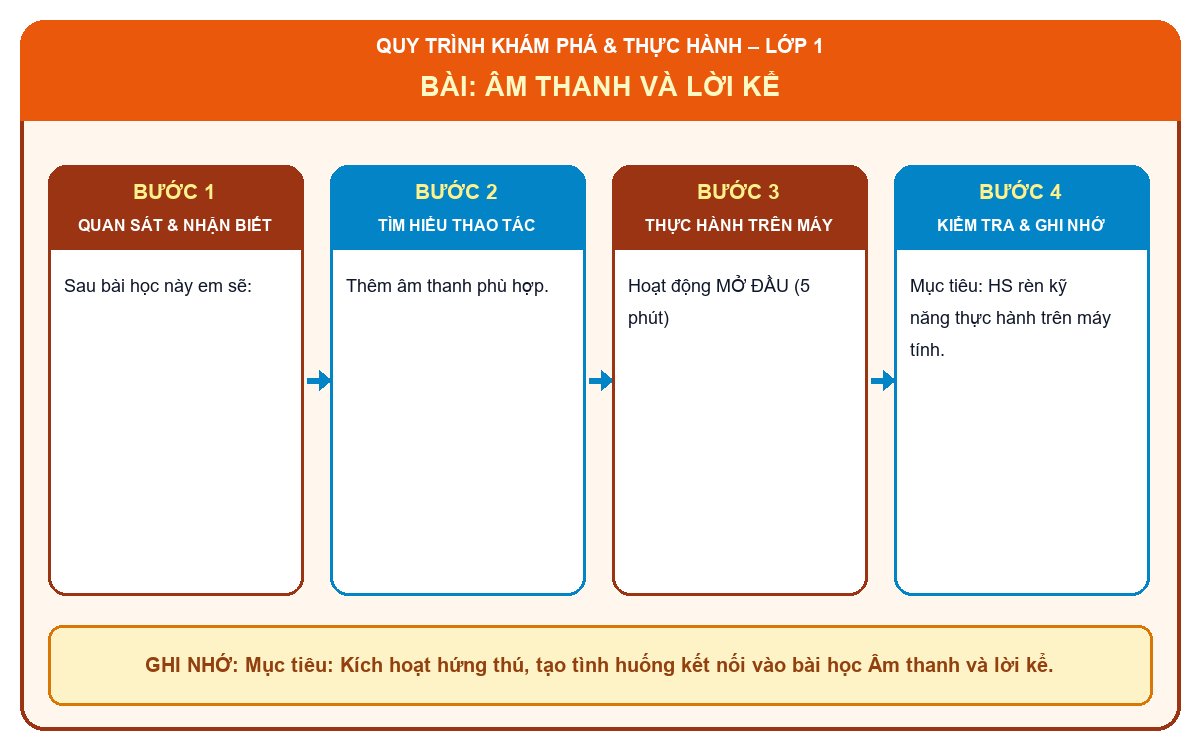 QUY TRÌNH KHÁM PHÁ & THỰC HÀNH – LỚP 1
BÀI: ÂM THANH VÀ LỜI KỂ
BƯỚC 1
QUAN SÁT & NHẬN BIẾT
Sau bài học này em sẽ:
BƯỚC 2
TÌM HIỂU THAO TÁC
Thêm âm thanh phù hợp.
BƯỚC 3
THỰC HÀNH TRÊN MÁY
Hoạt động MỞ ĐẦU (5
phút)
BƯỚC 4
KIỂM TRA & GHI NHỚ
Mục tiêu: HS rèn kỹ
năng thực hành trên máy
tính.
GHI NHỚ: Mục tiêu: Kích hoạt hứng thú, tạo tình huống kết nối vào bài học Âm thanh và lời kể.